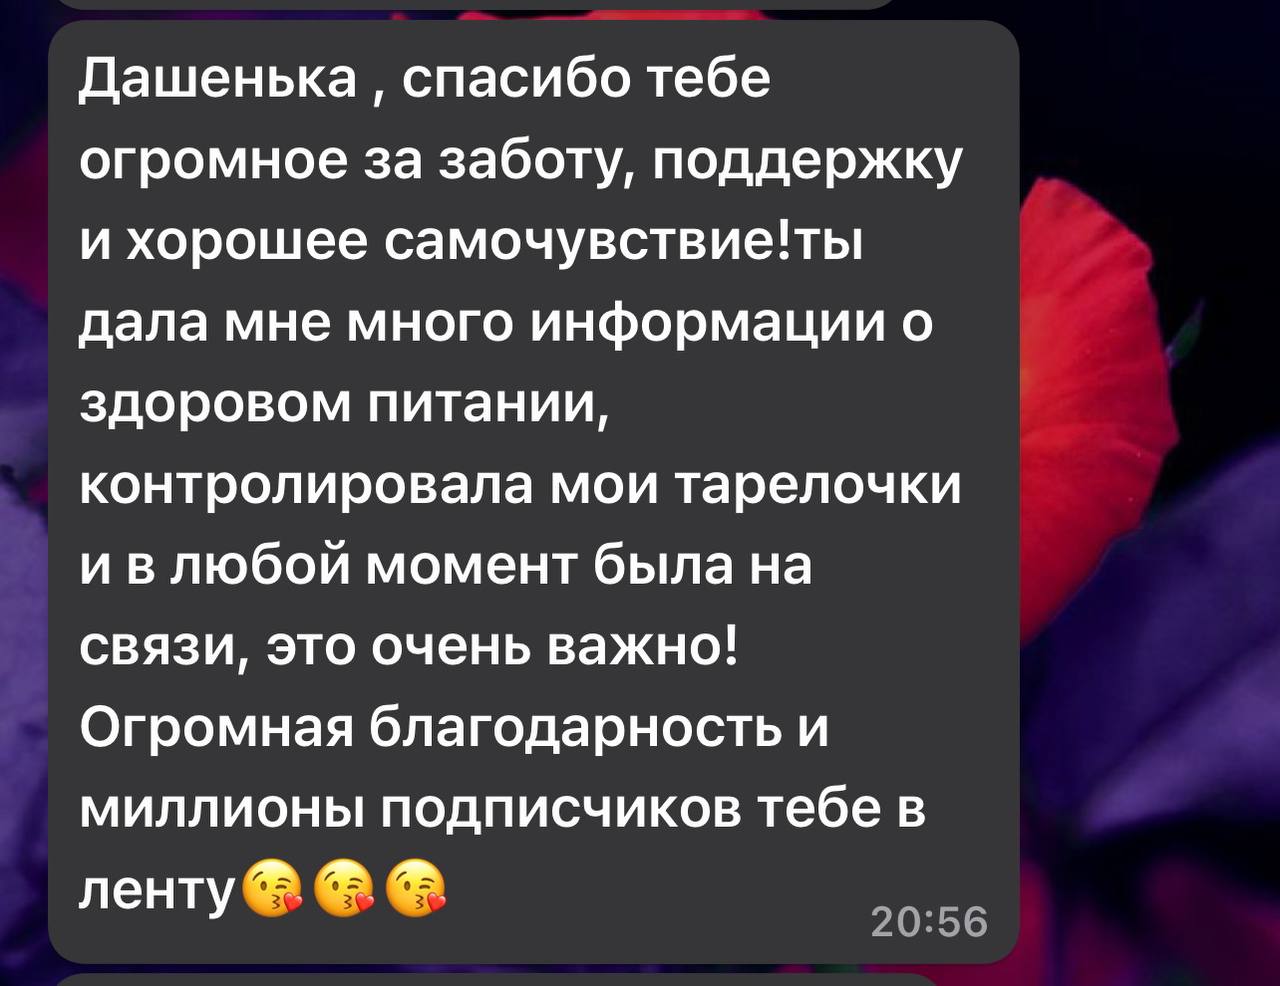 Дашенька , спасибо тебе
огромное за заботу, поддержку
и хорошее самочувствие!ты
дала мне много информации о
здоровом питании,
контролировала мои тарелочки
и в любой момент была на
связи, это очень важно!
Огромная благодарность и
миллионы подписчиков тебе в
ленту😘😘😘
20:56